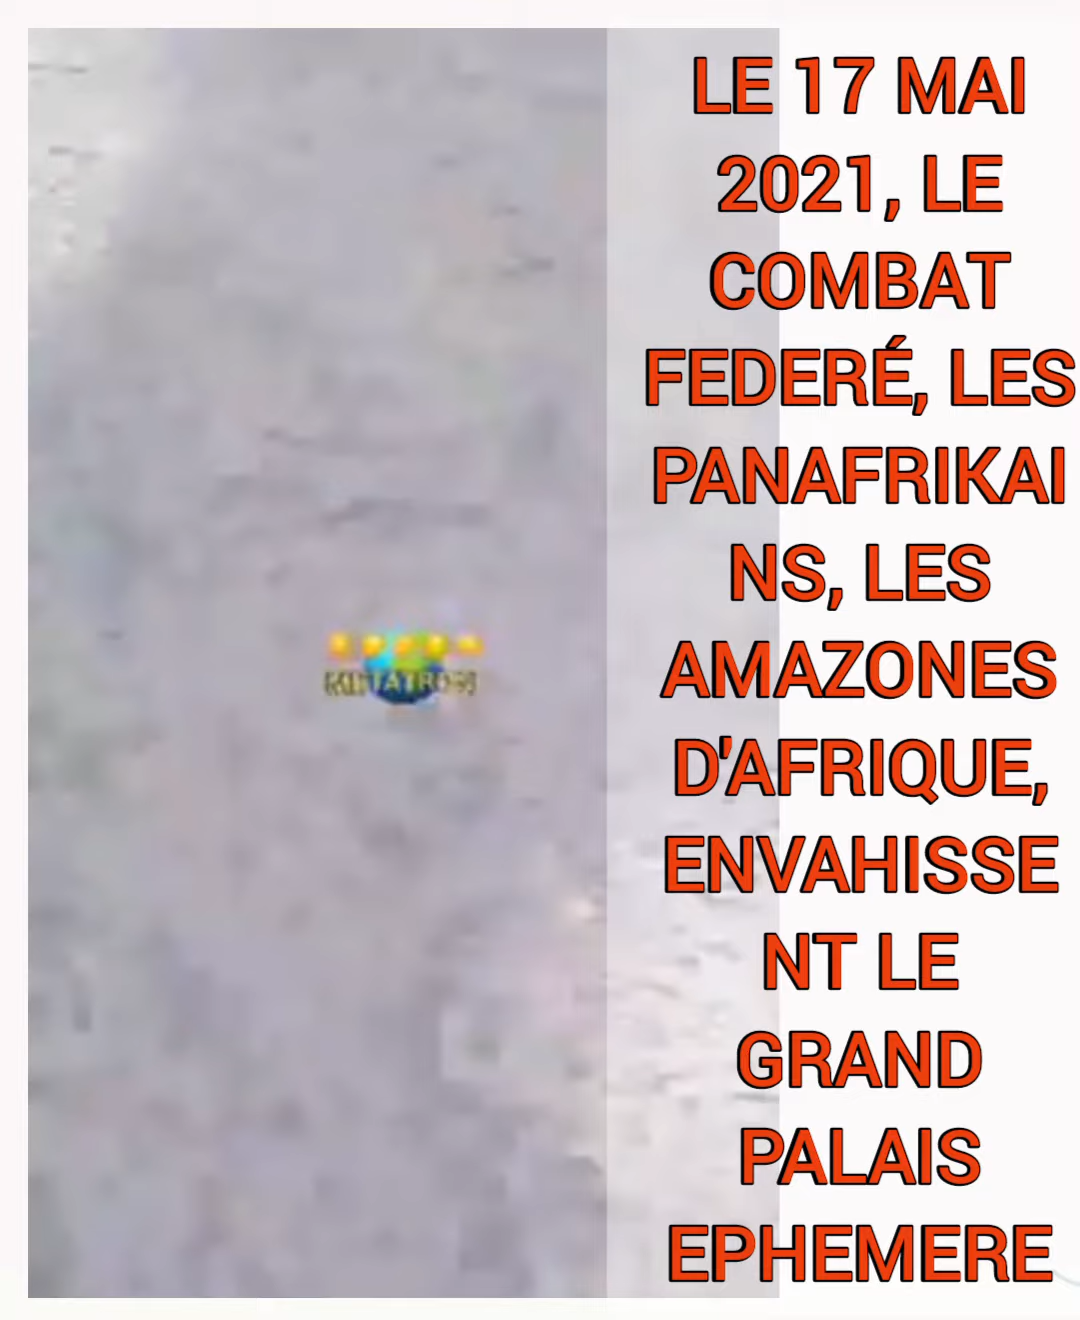 LE 17 MAI
2021, LE
COMBAT
FEDERÉ, LES
PANAFRIKAI
NS, LES
AMAZONES
D'AFRIQUE,
ENVAHISSE
NT LE
GRAND
PALAIS
EPHEMERE
METATRON